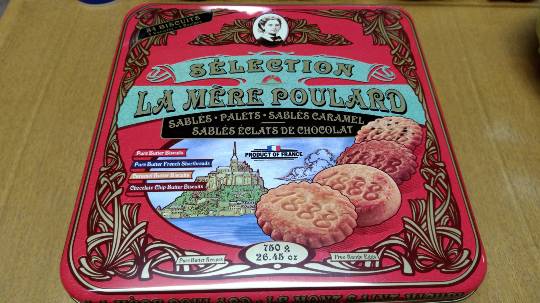 84 BISCUITS
SÉLECTION
LA MÈRE POULARD
SABLÉS • PALETS • SABLÉS CARAMEL
SABLÉS ÉCLATS DE CHOCOLAT
PRODUCT OF FRANCE
Pure Butter Biscuits
Pure Butter French Shortbreads
Caramel Butter Biscuits
Chocolate Chip Butter Biscuits
750 g
26.45 oz
Pure Butter Recipes
Free-Range Eggs